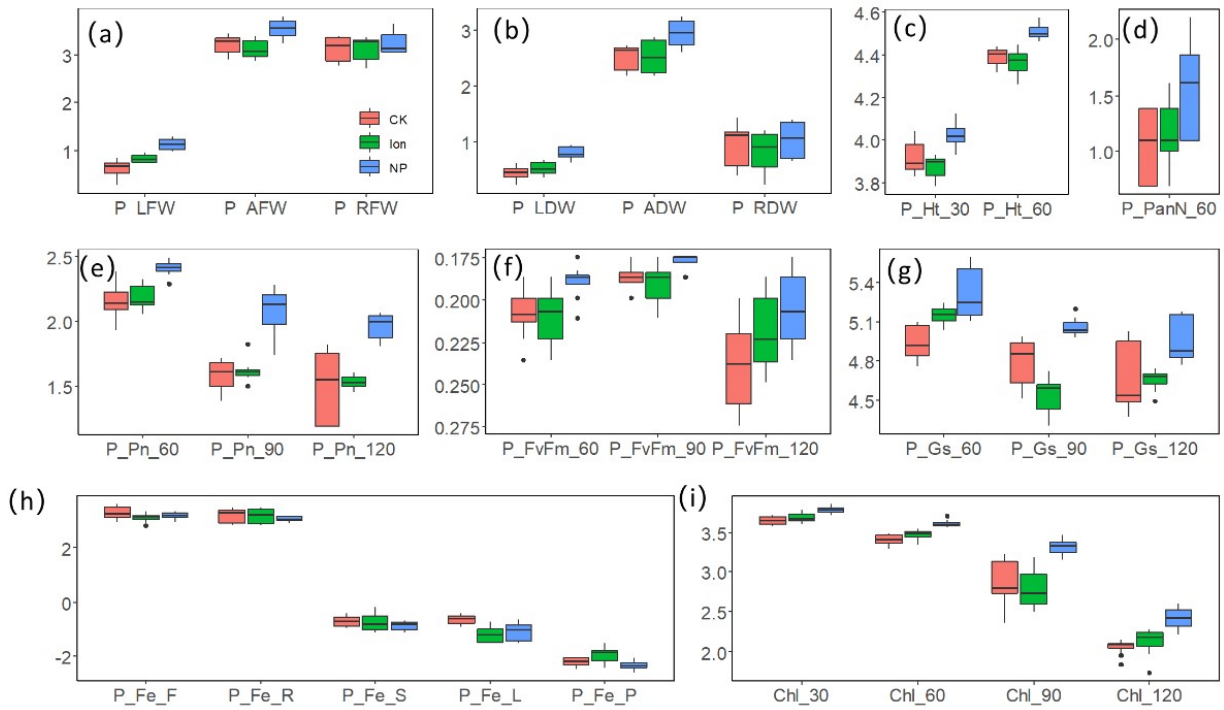 (a)
3
2
1
CK
Ion
NP
P_LFW P_AFW P_RFW
(b)
3
2
1
P_LDW P_ADW P_RDW
(c)
4.6
4.4
4.2
4.0
3.8
P_Ht_30 P_Ht_60
(d)
2.0
1.5
1.0
P_PanN_60
(e)
2.5
2.0
1.5
P_Pn_60 P_Pn_90 P_Pn_120
(f)
0.175
0.200
0.225
0.250
0.275
P_FvFm_60 P_FvFm_90 P_FvFm_120
(g)
5.4
5.1
4.8
4.5
P_Gs_60 P_Gs_90 P_Gs_120
(h)
2
0
-2
P_Fe_F P_Fe_R P_Fe_S P_Fe_L P_Fe_P
(i)
3.5
3.0
2.5
2.0
Chl_30 Chl_60 Chl_90 Chl_120